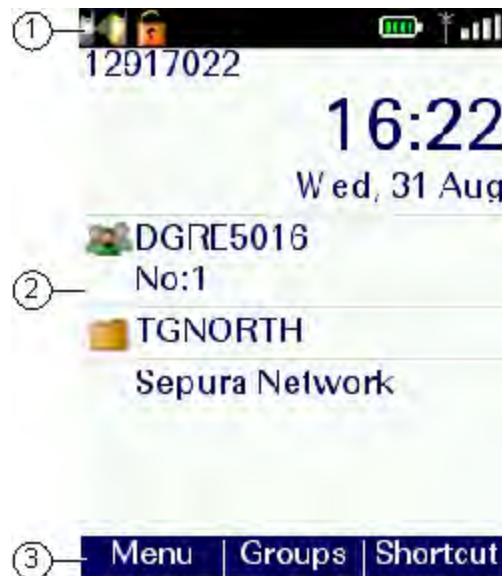 1
12917022
16:22
Wed, 31 Aug
DGRE5016
No:1
2
TGNORTH
Sepura Network
3
Menu Groups Shortcut